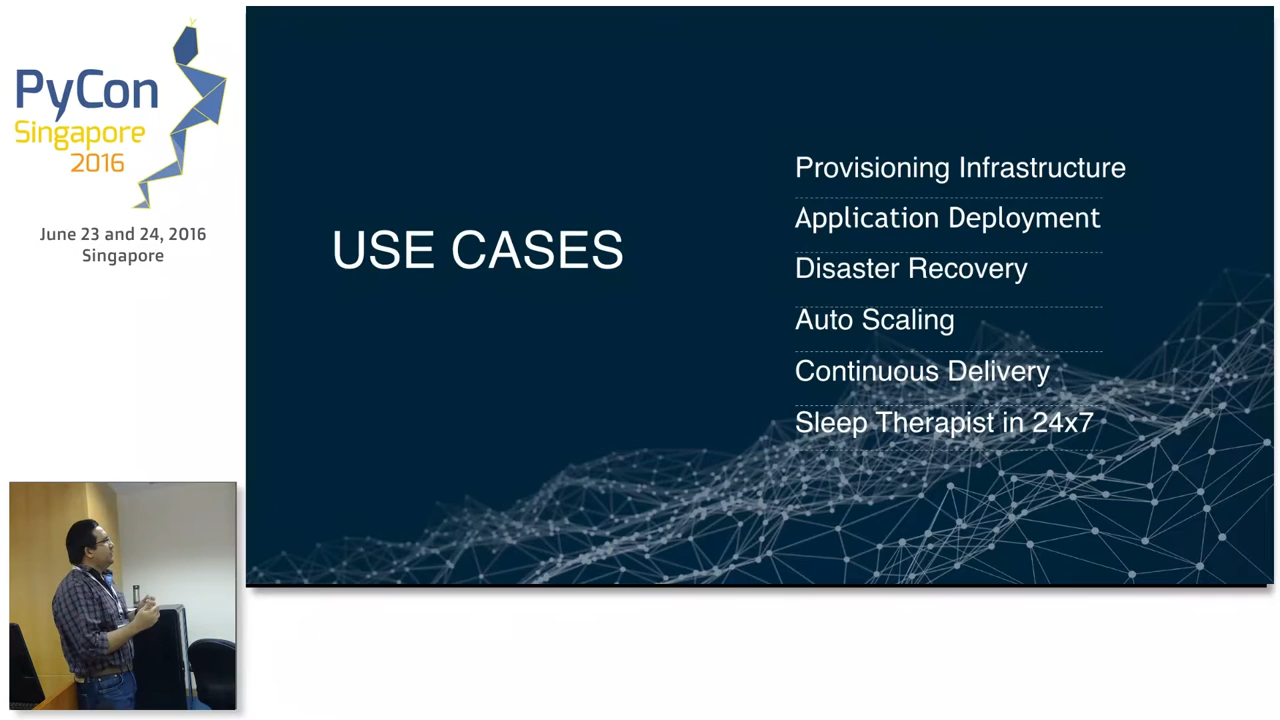 PyCon
Singapore
2016
June 23 and 24, 2016
Singapore
USE CASES
Provisioning Infrastructure
Application Deployment
Disaster Recovery
Auto Scaling
Continuous Delivery
Sleep Therapist in 24x7